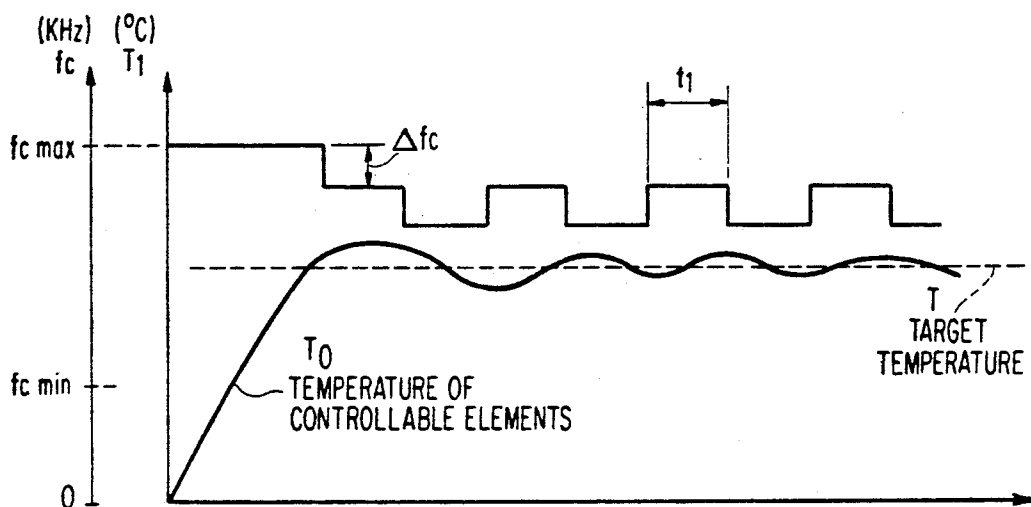 (KHz) (°C)
fc T1
t1
fc max
Δfc
T
TARGET
TEMPERATURE
T0
TEMPERATURE OF
CONTROLLABLE ELEMENTS
fc min
0